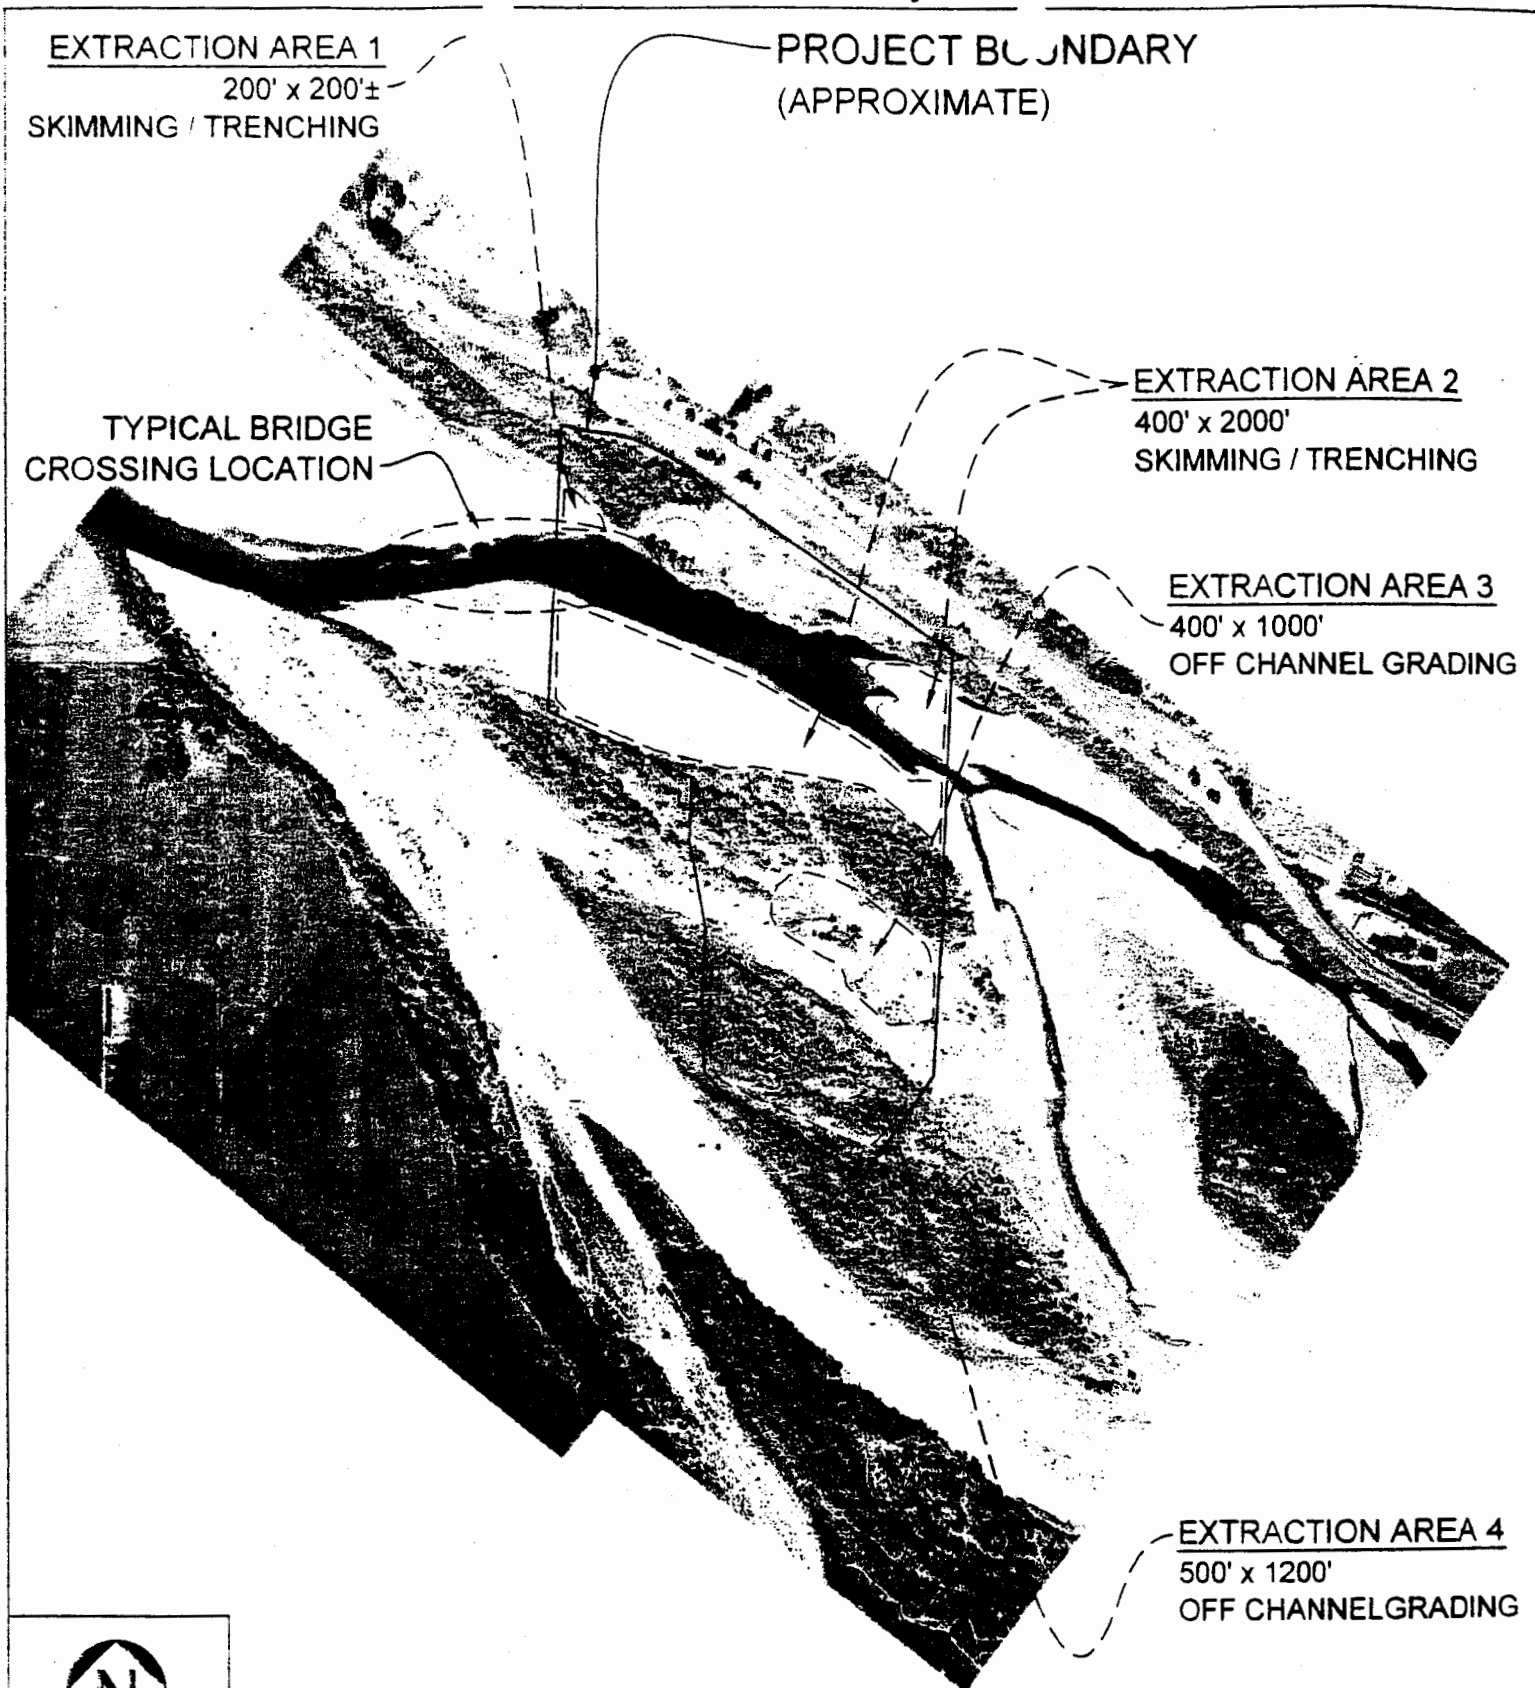 EXTRACTION AREA 1
200' x 200'±
SKIMMING / TRENCHING
PROJECT BOUNDARY
(APPROXIMATE)
EXTRACTION AREA 2
400' x 2000'
SKIMMING / TRENCHING
TYPICAL BRIDGE
CROSSING LOCATION
EXTRACTION AREA 3
400' x 1000'
OFF CHANNEL GRADING
EXTRACTION AREA 4
500' x 1200'
OFF CHANNELGRADING
N